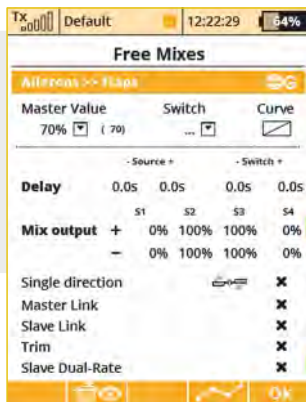 Tx Default 12:22:29 64%
Free Mixes
Ailerons >> Flaps G
Master Value Switch Curve
70% ( 70) ...
- Source + - Switch +
Delay 0.0s 0.0s 0.0s 0.0s
S1 S2 S3 S4
Mix output + 0% 100% 100% 0%
− 0% 100% 100% 0%
Single direction
Master Link
Slave Link
Trim
Slave Dual-Rate
Ok